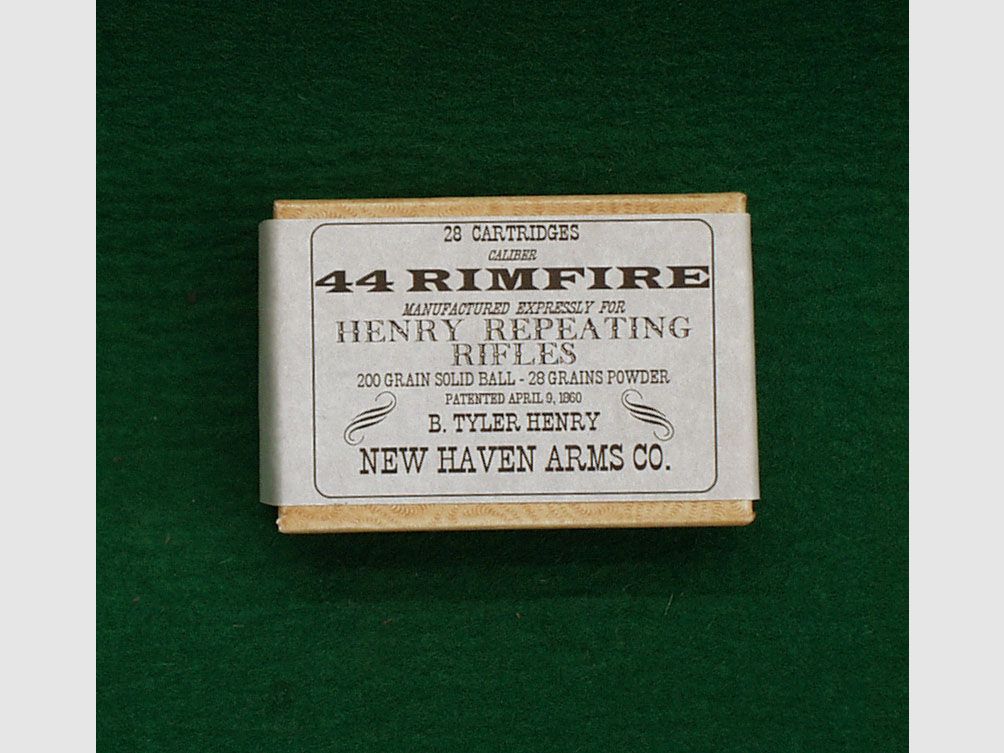 28 CARTRIDGES
CALIBER
44 RIMFIRE
MANUFACTURED EXPRESSLY FOR
HENRY REPEATING
RIFLES
200 GRAIN SOLID BALL - 28 GRAINS POWDER
PATENTED APRIL 9, 1860
B. TYLER HENRY
NEW HAVEN ARMS CO.